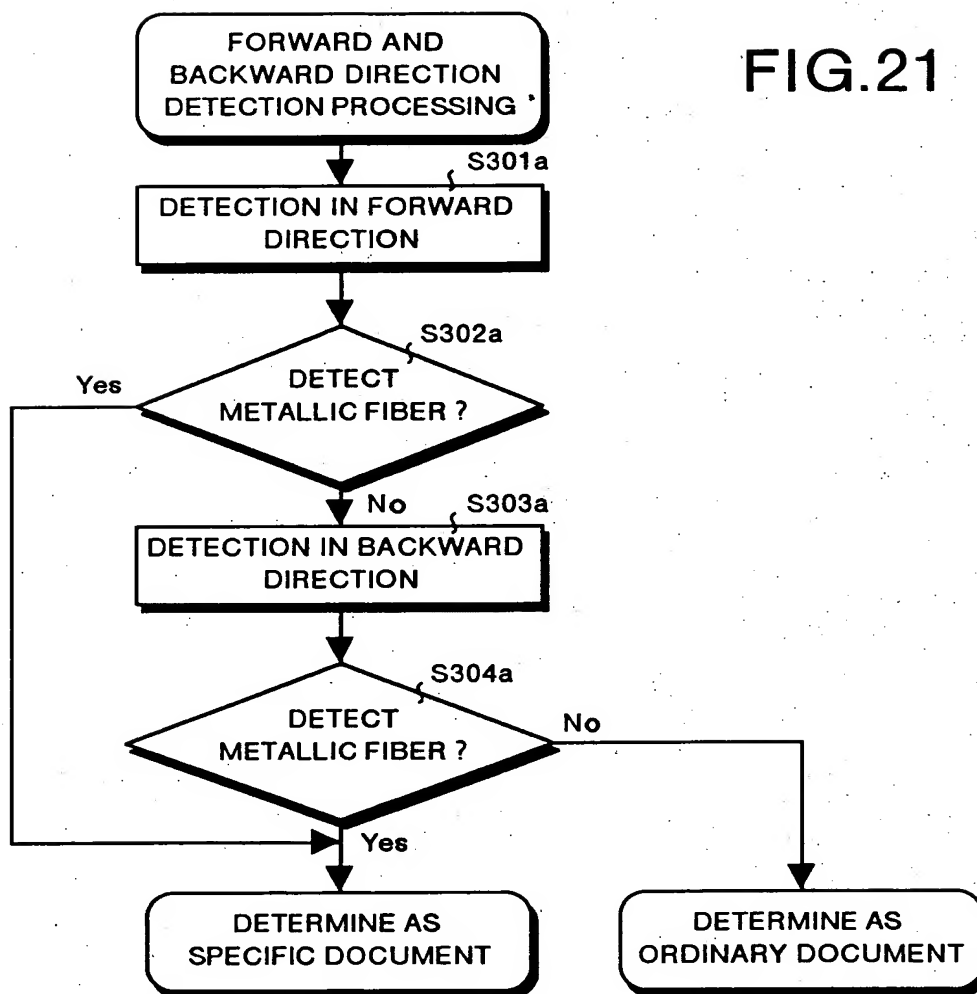 FIG.21
FORWARD AND
BACKWARD DIRECTION
DETECTION PROCESSING
S301a
DETECTION IN FORWARD
DIRECTION
S302a
DETECT
METALLIC FIBER ?
Yes
No
S303a
DETECTION IN BACKWARD
DIRECTION
S304a
DETECT
METALLIC FIBER ?
No
Yes
DETERMINE AS
SPECIFIC DOCUMENT
DETERMINE AS
ORDINARY DOCUMENT